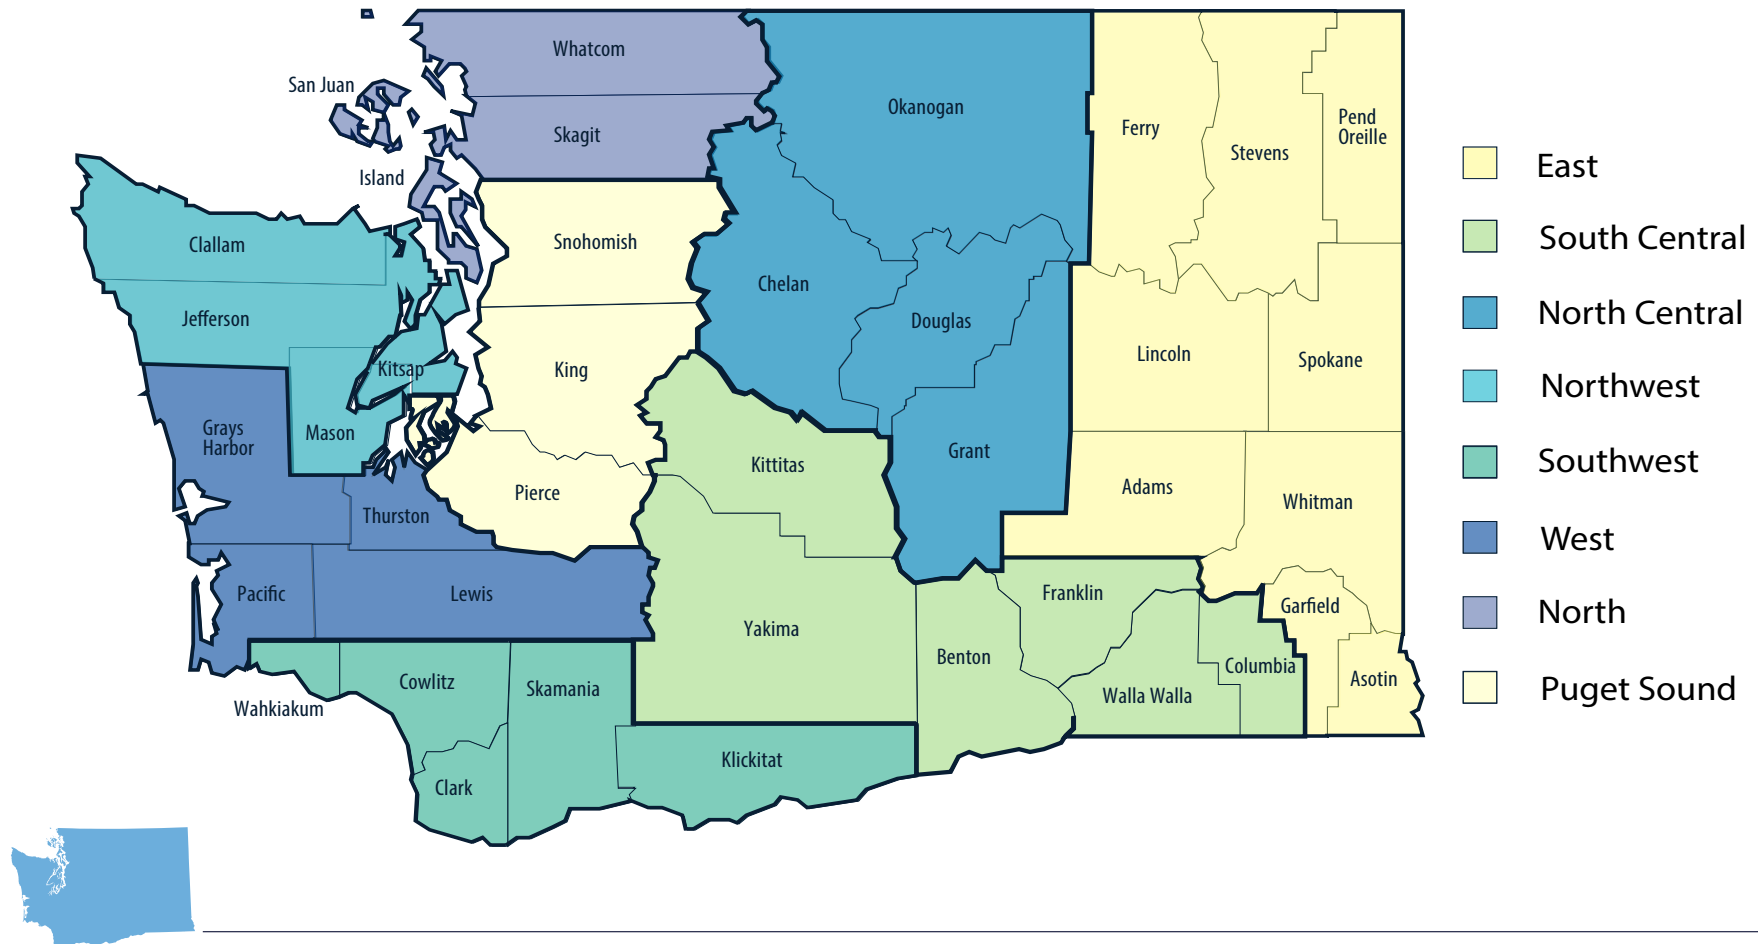 Whatcom
San Juan
Skagit
Island
Okanogan
Ferry
Stevens
Pend
Oreille
Clallam
Snohomish
Chelan
Jefferson
Douglas
Lincoln
Spokane
King
Kitsap
Grays
Harbor
Mason
Kittitas
Grant
Adams
Whitman
Pierce
Thurston
Pacific
Lewis
Yakima
Franklin
Garfield
Benton
Columbia
Walla Walla
Asotin
Cowlitz
Skamania
Wahkiakum
Klickitat
Clark
East
South Central
North Central
Northwest
Southwest
West
North
Puget Sound